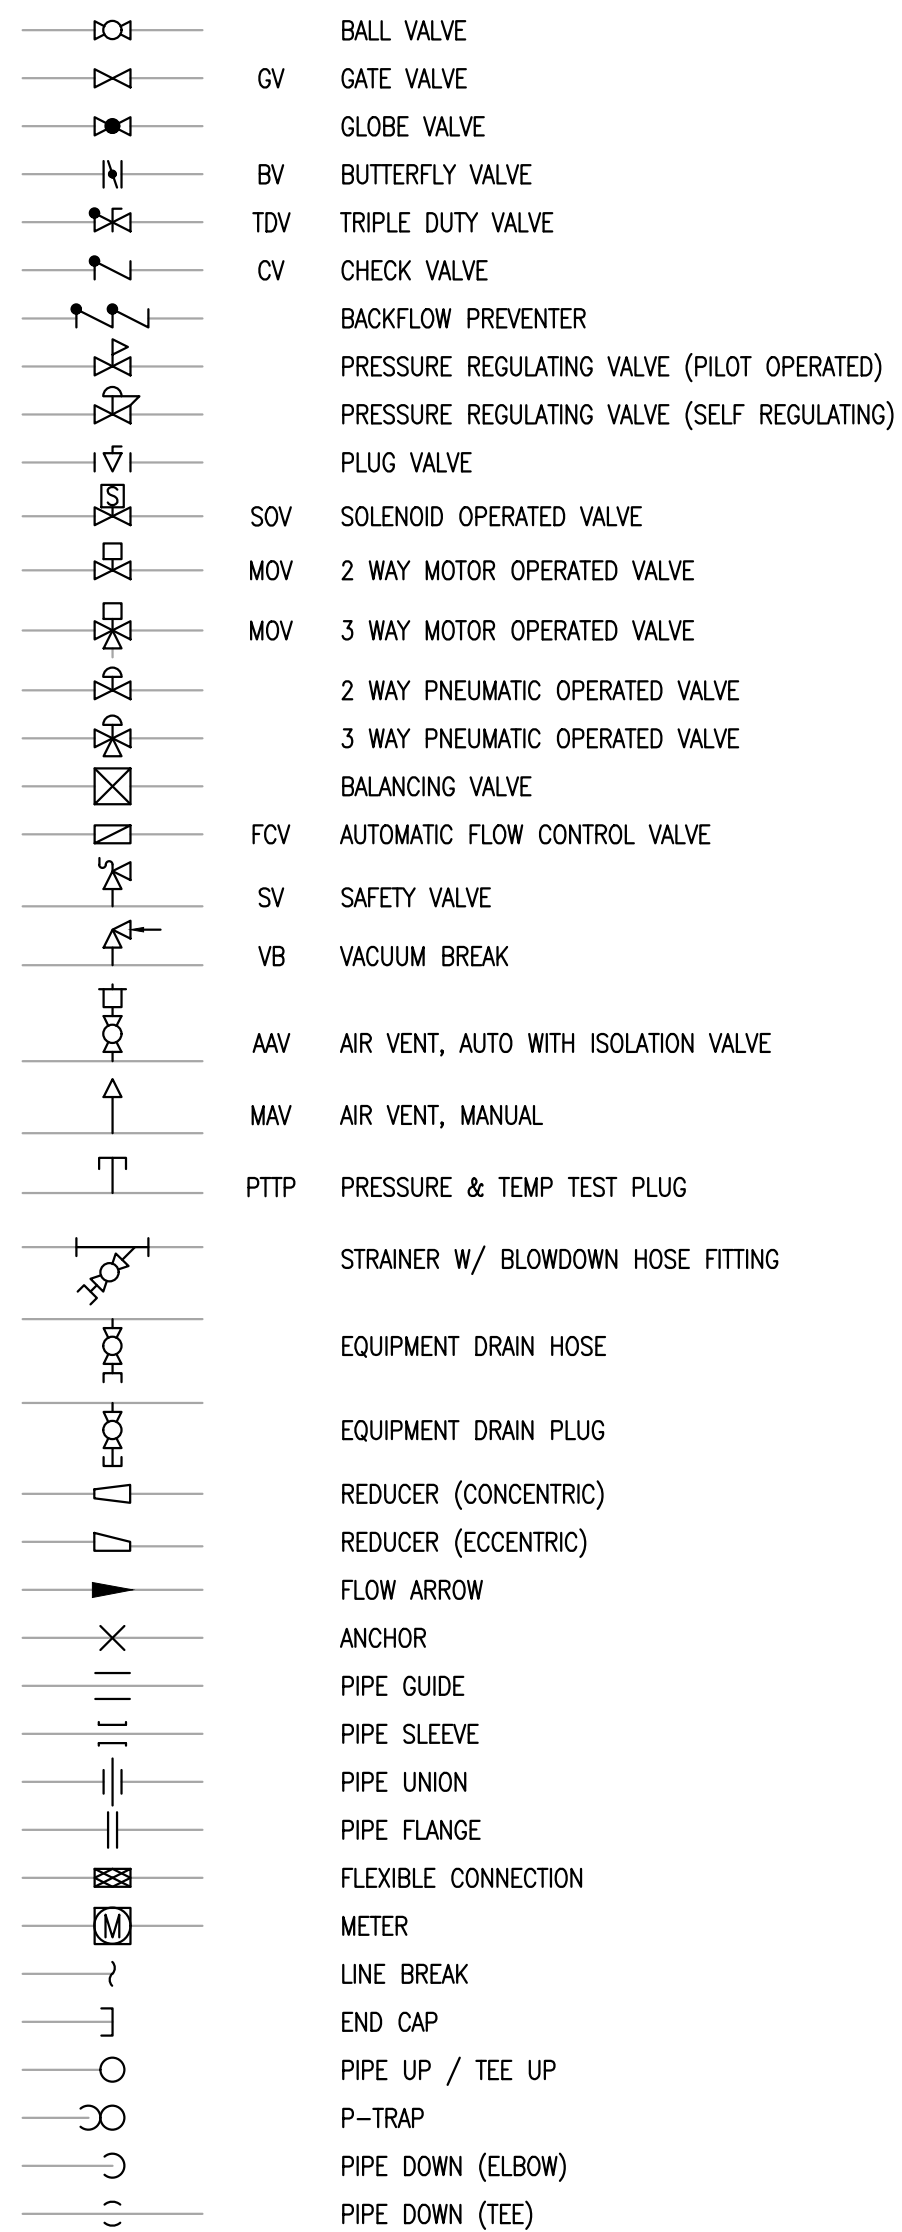 BALL VALVE
GV GATE VALVE
GLOBE VALVE
BV BUTTERFLY VALVE
TDV TRIPLE DUTY VALVE
CV CHECK VALVE
BACKFLOW PREVENTER
PRESSURE REGULATING VALVE (PILOT OPERATED)
PRESSURE REGULATING VALVE (SELF REGULATING)
PLUG VALVE
S
SOV SOLENOID OPERATED VALVE
MOV 2 WAY MOTOR OPERATED VALVE
MOV 3 WAY MOTOR OPERATED VALVE
2 WAY PNEUMATIC OPERATED VALVE
3 WAY PNEUMATIC OPERATED VALVE
BALANCING VALVE
FCV AUTOMATIC FLOW CONTROL VALVE
SV SAFETY VALVE
VB VACUUM BREAK
AAV AIR VENT, AUTO WITH ISOLATION VALVE
MAV AIR VENT, MANUAL
PTTP PRESSURE & TEMP TEST PLUG
STRAINER W/ BLOWDOWN HOSE FITTING
EQUIPMENT DRAIN HOSE
EQUIPMENT DRAIN PLUG
REDUCER (CONCENTRIC)
REDUCER (ECCENTRIC)
FLOW ARROW
ANCHOR
PIPE GUIDE
PIPE SLEEVE
PIPE UNION
PIPE FLANGE
FLEXIBLE CONNECTION
M METER
LINE BREAK
END CAP
PIPE UP / TEE UP
P-TRAP
PIPE DOWN (ELBOW)
PIPE DOWN (TEE)